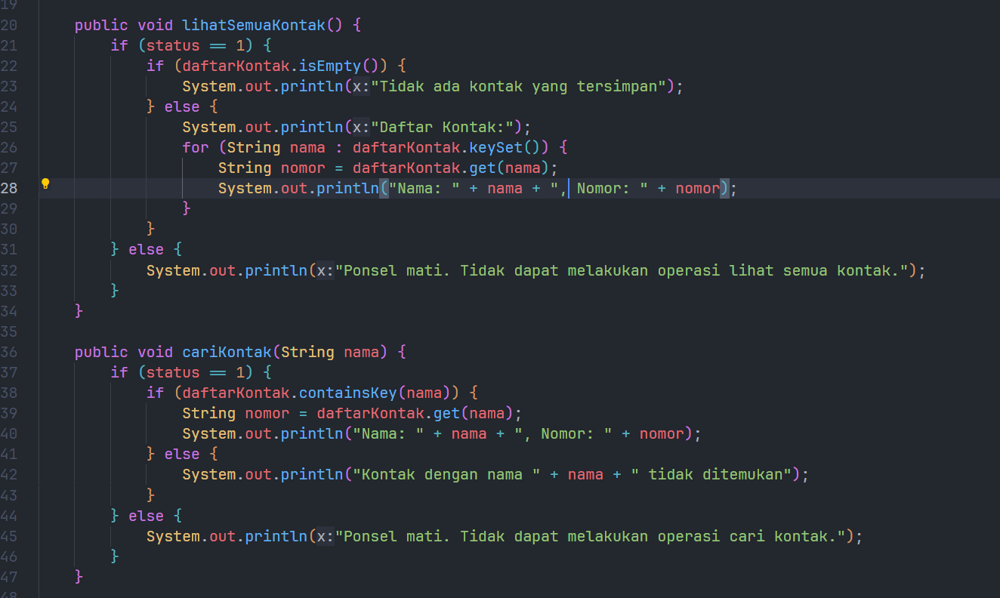 19
20 public void lihatSemuaKontak() {
21 if (status == 1) {
22 if (daftarKontak.isEmpty()) {
23 System.out.println(x:"Tidak ada kontak yang tersimpan");
24 } else {
25 System.out.println(x:"Daftar Kontak:");
26 for (String nama : daftarKontak.keySet()) {
27 String nomor = daftarKontak.get(nama);
28 System.out.println("Nama: " + nama + ", Nomor: " + nomor);
29 }
30 }
31 } else {
32 System.out.println(x:"Ponsel mati. Tidak dapat melakukan operasi lihat semua kontak.");
33 }
34 }
35
36 public void cariKontak(String nama) {
37 if (status == 1) {
38 if (daftarKontak.containsKey(nama)) {
39 String nomor = daftarKontak.get(nama);
40 System.out.println("Nama: " + nama + ", Nomor: " + nomor);
41 } else {
42 System.out.println("Kontak dengan nama " + nama + " tidak ditemukan");
43 }
44 } else {
45 System.out.println(x:"Ponsel mati. Tidak dapat melakukan operasi cari kontak.");
46 }
47 }
48